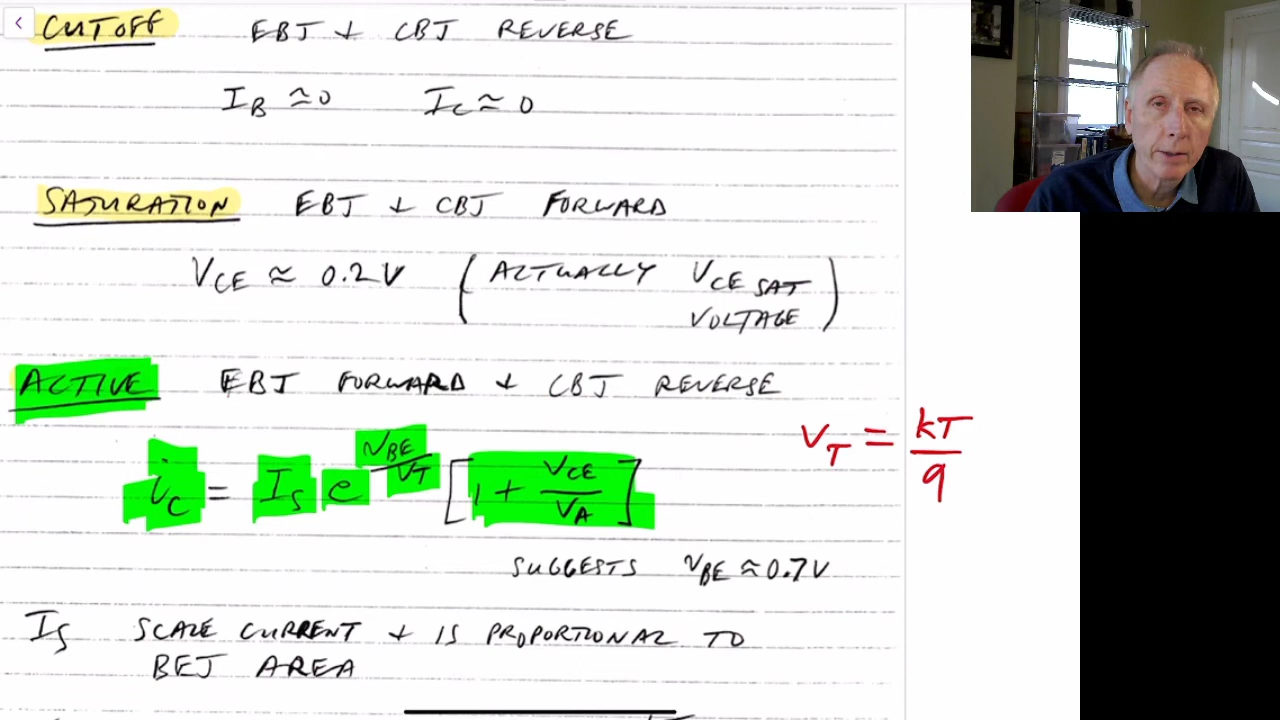 CUTOFF EBJ + CBJ REVERSE
I_B ≈ 0 I_C ≈ 0
SATURATION EBJ + CBJ FORWARD
V_CE ≈ 0.2V (ACTUALLY V_CE SAT
VOLTAGE)
ACTIVE EBJ FORWARD + CBJ REVERSE
i_C = I_S e^(v_BE/V_T) [1 + V_CE/V_A]
V_T = kT/q
SUGGESTS v_BE ≈ 0.7V
I_S SCALE CURRENT + IS PROPORTIONAL TO
BEJ AREA